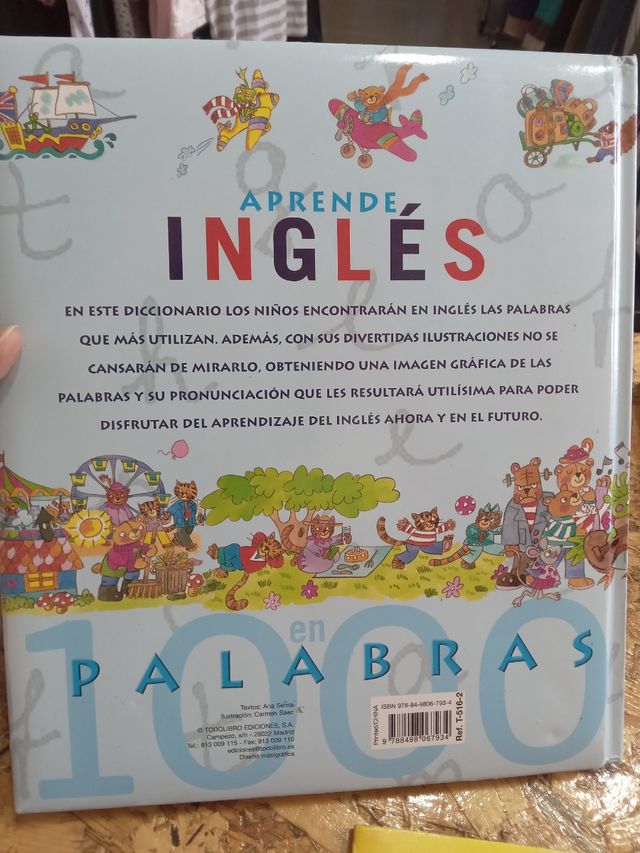 APRENDE
INGLÉS
EN ESTE DICCIONARIO LOS NIÑOS ENCONTRARÁN EN INGLÉS LAS PALABRAS
QUE MÁS UTILIZAN. ADEMÁS, CON SUS DIVERTIDAS ILUSTRACIONES NO SE
CANSARÁN DE MIRARLO, OBTENIENDO UNA IMAGEN GRÁFICA DE LAS
PALABRAS Y SU PRONUNCIACIÓN QUE LES RESULTARÁ UTILÍSIMA PARA PODER
DISFRUTAR DEL APRENDIZAJE DEL INGLÉS AHORA Y EN EL FUTURO.
en
1000
PALABRAS
Textos: Ana Serna
Ilustración: Carmen Sáez
© TODOLIBRO EDICIONES, S.A.
Campezo, s/n - 28022 Madrid
Tel.: 913 009 115 - Fax: 913 009 110
ediciones@todolibro.es
Diseño más!gráfica
Printed/CHINA
ISBN 978-84-9806-793-4
9 788498 067934
Ref. T-516-2